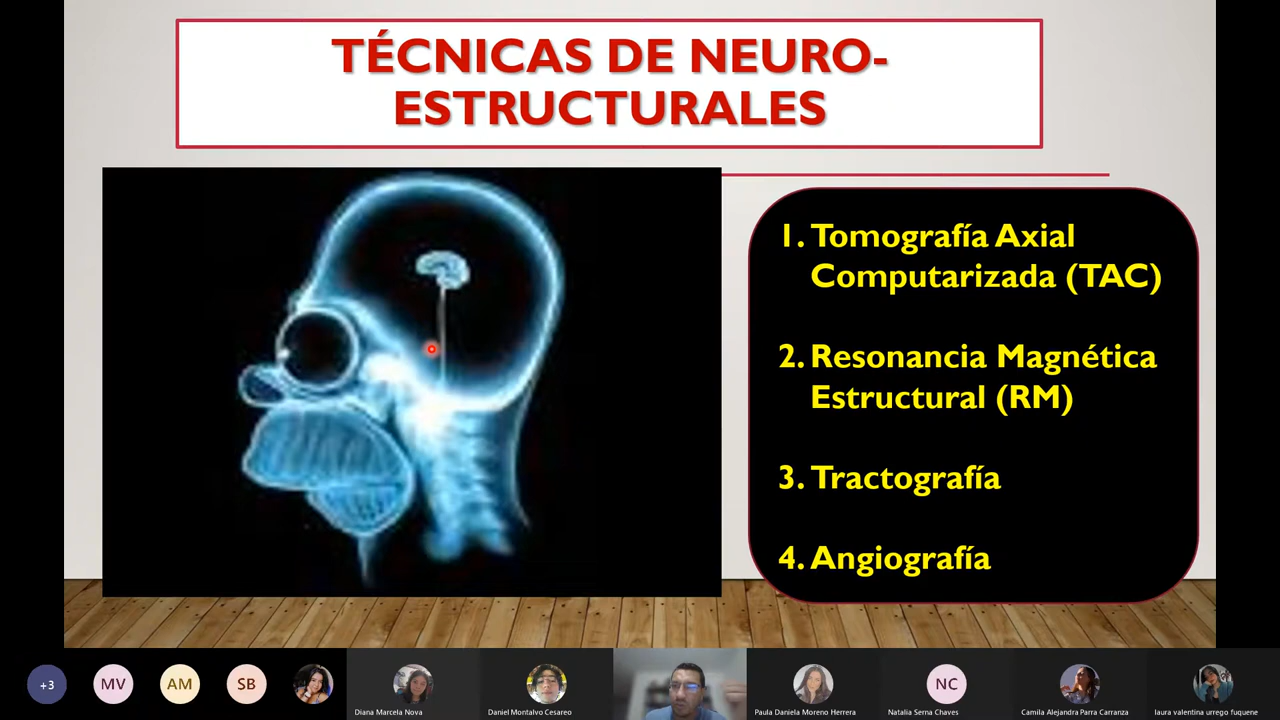 TÉCNICAS DE NEURO-
ESTRUCTURALES
1. Tomografía Axial
Computarizada (TAC)
2. Resonancia Magnética
Estructural (RM)
3. Tractografía
4. Angiografía
+3
MV
AM
SB
NC
Diana Marcela Nova
Daniel Montalvo Cesareo
Paula Daniela Moreno Herrera
Natalia Serna Chaves
Camila Alejandra Parra Carranza
laura valentina urrego fuquene